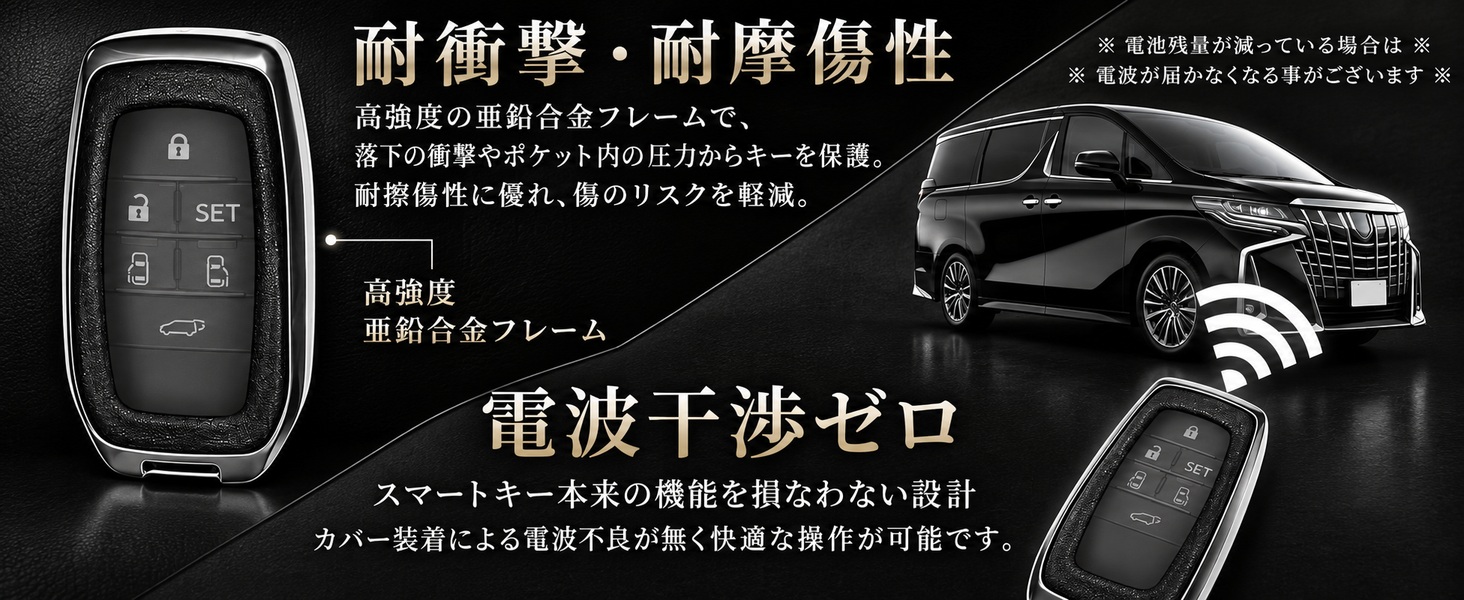 耐衝撃・耐摩傷性
高強度の亜鉛合金フレームで、
落下の衝撃やポケット内の圧力からキーを保護。
耐擦傷性に優れ、傷のリスクを軽減。
高強度
亜鉛合金フレーム
SET
※ 電池残量が減っている場合は ※
※ 電波が届かなくなる事がございます ※
電波干渉ゼロ
スマートキー本来の機能を損なわない設計
カバー装着による電波不良が無く快適な操作が可能です。
SET